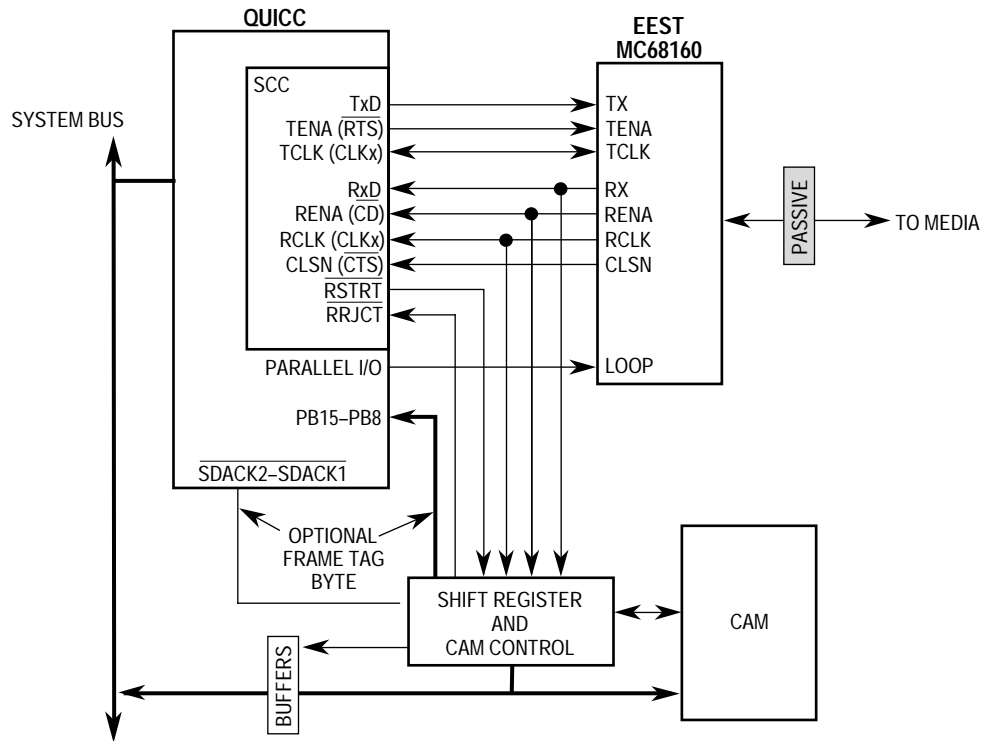 QUICC
EEST
MC68160
SCC
SYSTEM BUS
TxD
TENA (RTS)
TCLK (CLKx)
RxD
RENA (CD)
RCLK (CLKx)
CLSN (CTS)
RSTRT
RRJCT
PARALLEL I/O
PB15–PB8
SDACK2–SDACK1
TX
TENA
TCLK
RX
RENA
RCLK
CLSN
LOOP
PASSIVE
TO MEDIA
OPTIONAL
FRAME TAG
BYTE
SHIFT REGISTER
AND
CAM CONTROL
CAM
BUFFERS